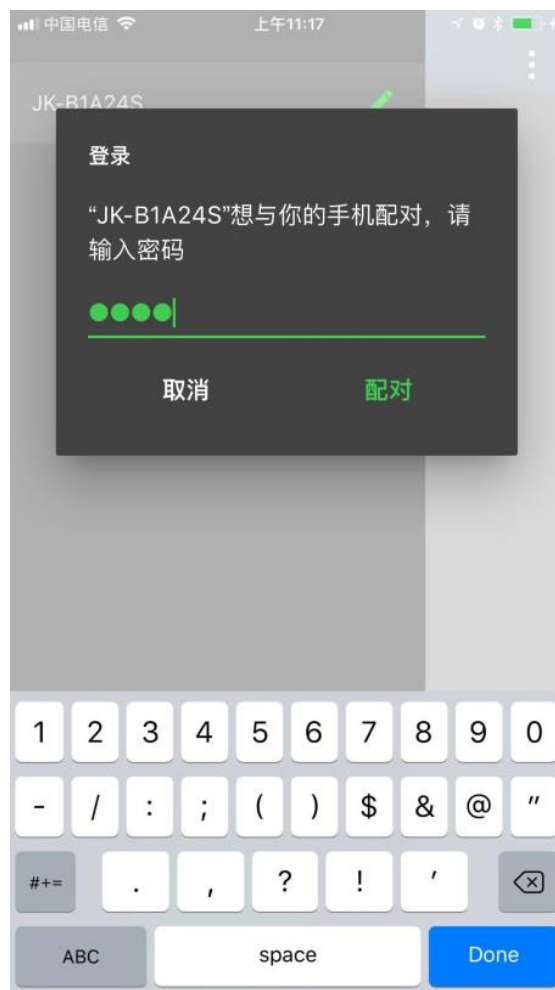 中国电信 上午11:17
JK-B1A24S
登录
“JK-B1A24S”想与你的手机配对，请
输入密码
取消 配对
1 2 3 4 5 6 7 8 9 0
- / : ; ( ) $ & @ "
#+= . , ? ! '
ABC space Done